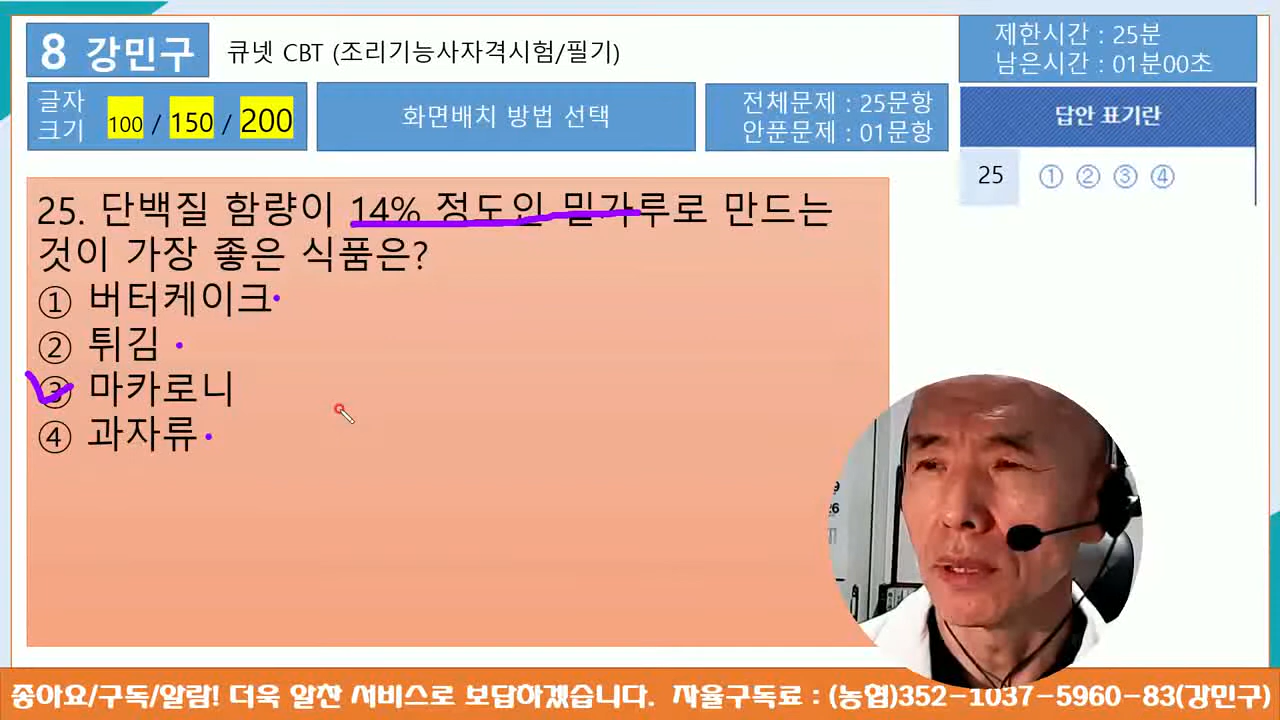 8 강민구
큐넷 CBT (조리기능사자격시험/필기)
제한시간 : 25분
남은시간 : 01분00초
글자
크기
100 / 150 / 200
화면배치 방법 선택
전체문제 : 25문항
안푼문제 : 01문항
답안 표기란
25 ① ② ③ ④
25. 단백질 함량이 14% 정도인 밀가루로 만드는
것이 가장 좋은 식품은?
① 버터케이크
② 튀김
③ 마카로니
④ 과자류
좋아요/구독/알람! 더욱 알찬 서비스로 보답하겠습니다. 자율구독료 : (농협)352-1037-5960-83(강민구)